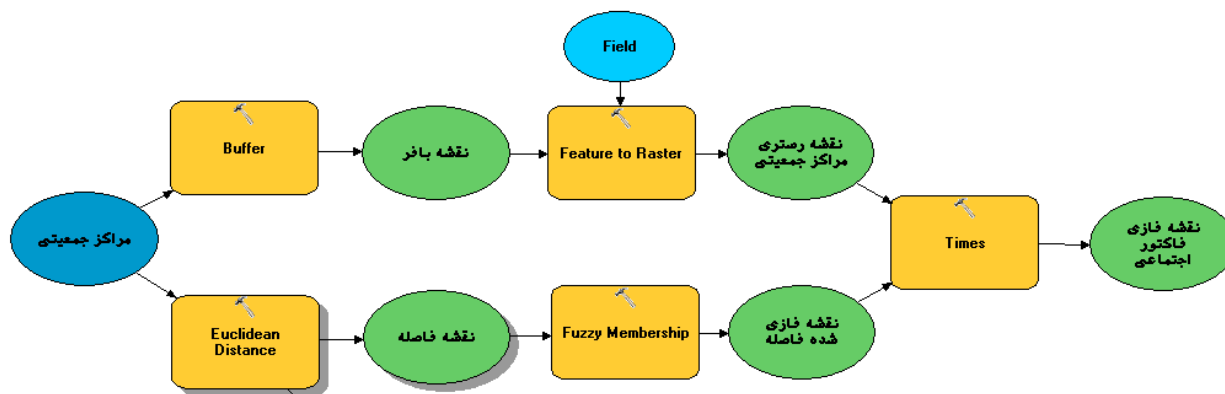 Field
Buffer
نقشه بافر
Feature to Raster
نقشه رستری
مراکز جمعیتی
مراکز جمعیتی
Times
نقشه فازی
فاکتور
اجتماعی
Euclidean
Distance
نقشه فاصله
Fuzzy Membership
نقشه فازی
شده فاصله